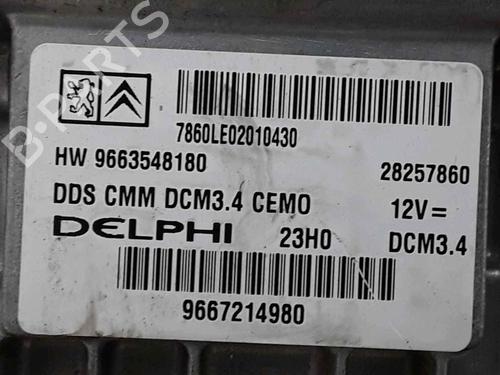 7860LE02010430
HW 9663548180 28257860
DDS CMM DCM3.4 CEMO 12V=
DELPHI 23H0 DCM3.4
9667214980
B-PARTS